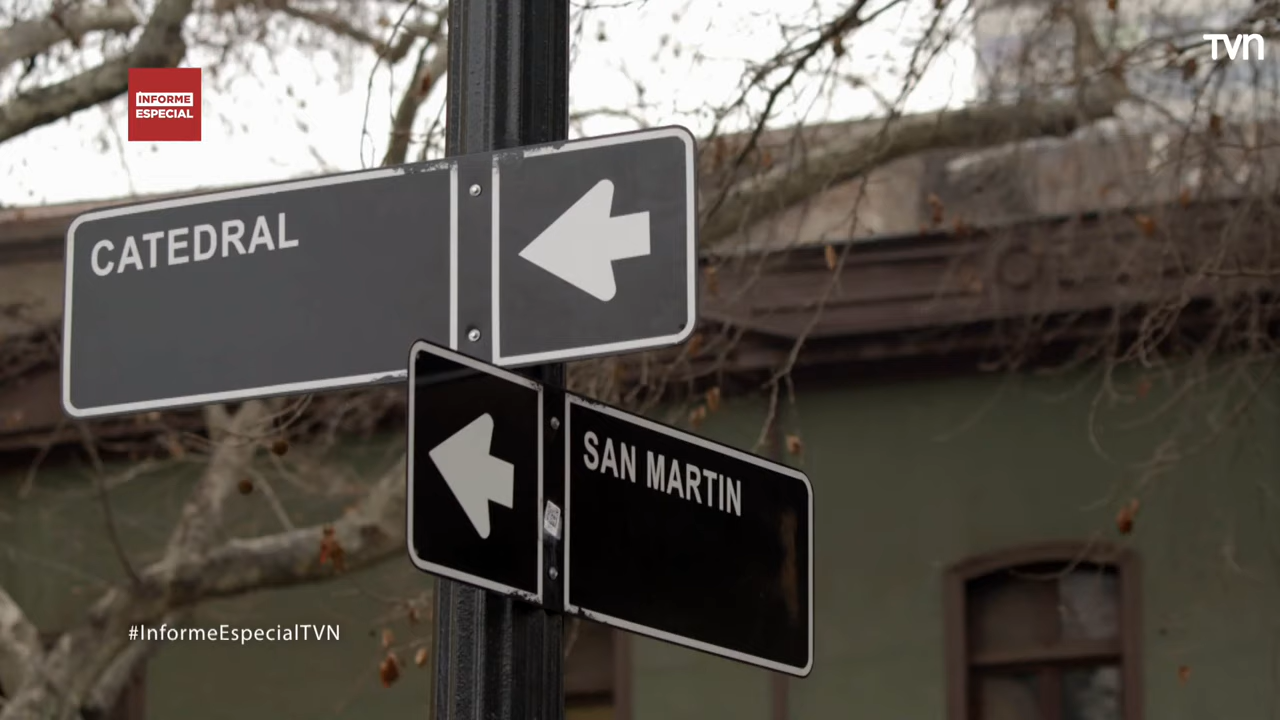 TVN
INFORME
ESPECIAL
CATEDRAL
SAN MARTIN
#InformeEspecialTVN